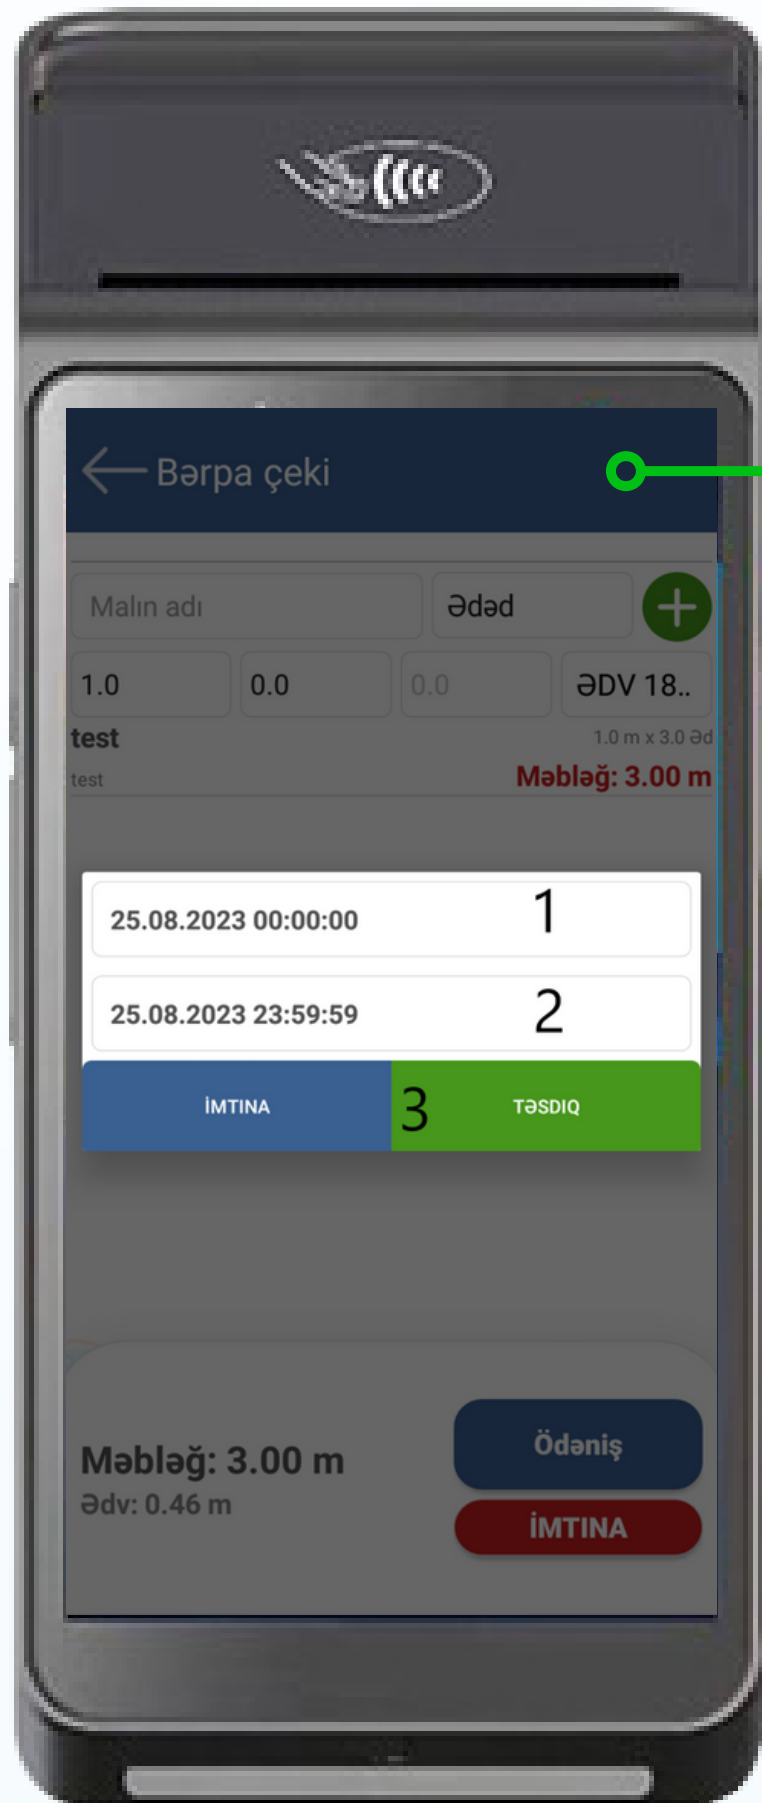 Bərpa çeki
Malın adı Ədəd
1.0 0.0 0.0 ƏDV 18..
test 1.0 m x 3.0 Əd
test Məbləğ: 3.00 m
25.08.2023 00:00:00 1
25.08.2023 23:59:59 2
İMTINA 3 TƏSDIQ
Məbləğ: 3.00 m Ödəniş
Ədv: 0.46 m İMTINA